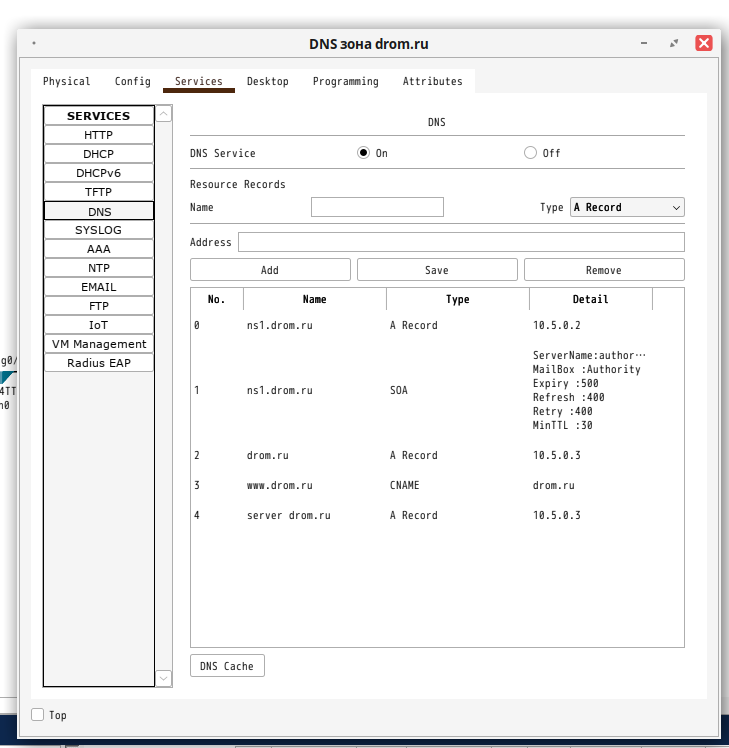 DNS зона drom.ru
Physical Config Services Desktop Programming Attributes
SERVICES
HTTP
DHCP
DHCPv6
TFTP
DNS
SYSLOG
AAA
NTP
EMAIL
FTP
IoT
VM Management
Radius EAP
DNS
DNS Service On Off
Resource Records
Name Type A Record
Address
Add Save Remove
No. Name Type Detail
0 ns1.drom.ru A Record 10.5.0.2
1 ns1.drom.ru SOA ServerName:author···
MailBox :Authority
Expiry :500
Refresh :400
Retry :400
MinTTL :30
2 drom.ru A Record 10.5.0.3
3 www.drom.ru CNAME drom.ru
4 server drom.ru A Record 10.5.0.3
DNS Cache
Top
g0/
4TT